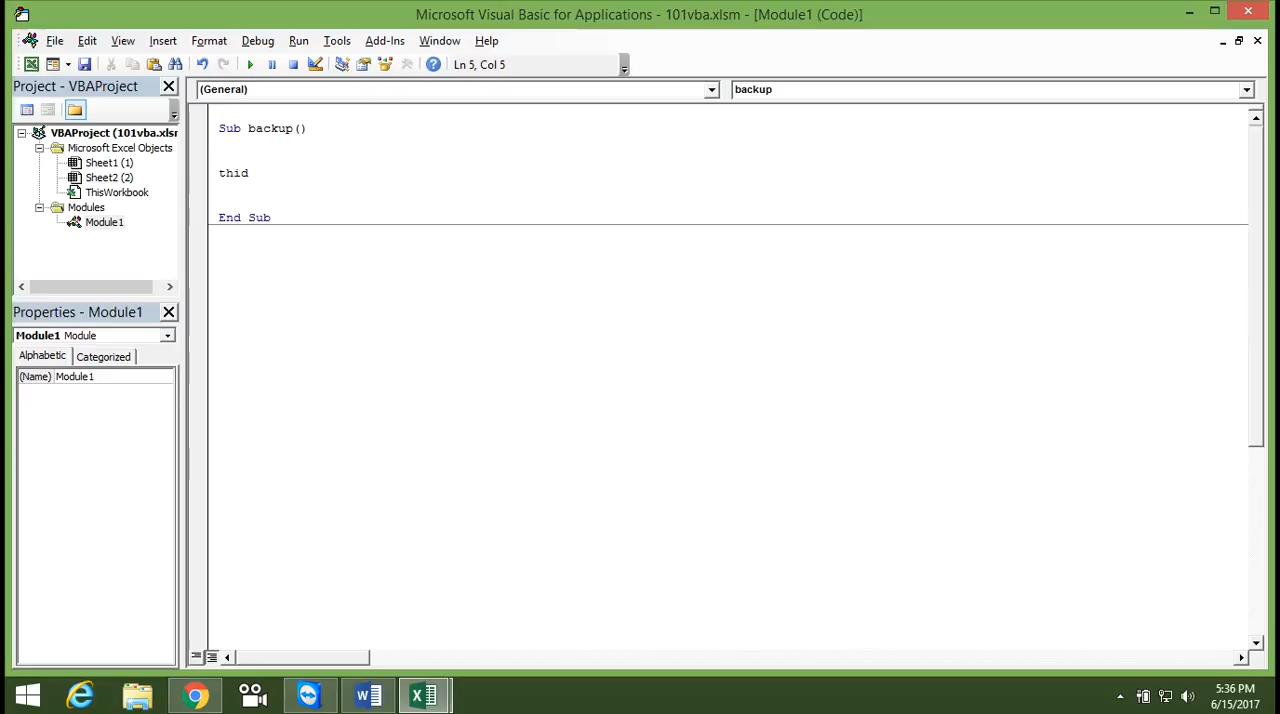 Microsoft Visual Basic for Applications - 101vba.xlsm - [Module1 (Code)]
File Edit View Insert Format Debug Run Tools Add-Ins Window Help
Ln 5, Col 5
Project - VBAProject
(General) backup
VBAProject (101vba.xlsm
Microsoft Excel Objects
Sheet1 (1)
Sheet2 (2)
ThisWorkbook
Modules
Module1
Sub backup()
thid
End Sub
Properties - Module1
Module1 Module
Alphabetic Categorized
(Name) Module1
5:36 PM
6/15/2017